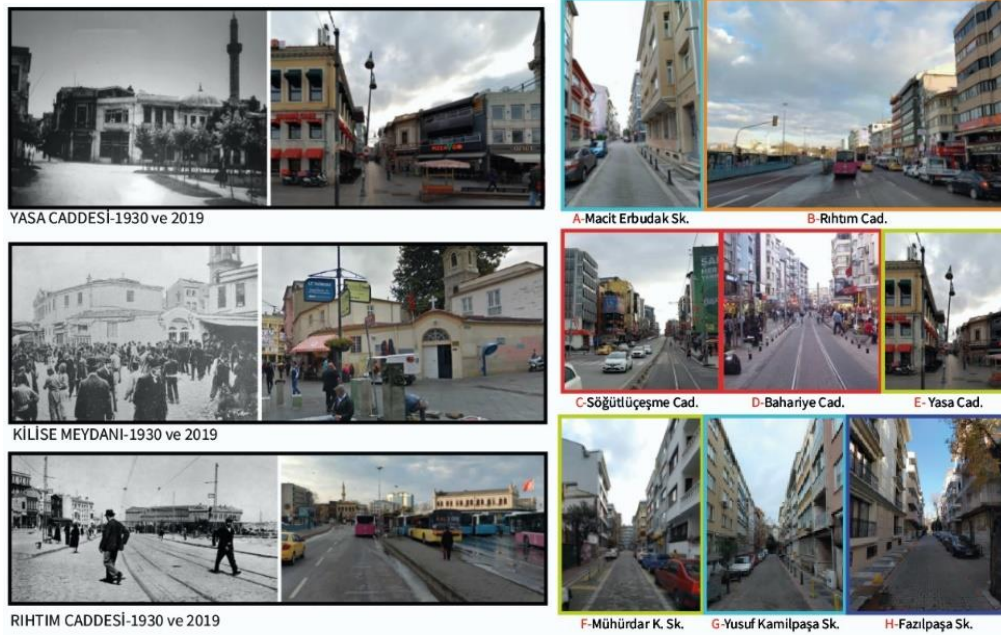 YASA CADDESİ-1930 ve 2019
KİLİSE MEYDANI-1930 ve 2019
RIHTIM CADDESİ-1930 ve 2019
A-Macit Erbudak Sk.
B-Rıhtım Cad.
C-Söğütlüçeşme Cad.
D-Bahariye Cad.
E- Yasa Cad.
F-Mühürdar K. Sk.
G-Yusuf Kamilpaşa Sk.
H-Fazılpaşa Sk.